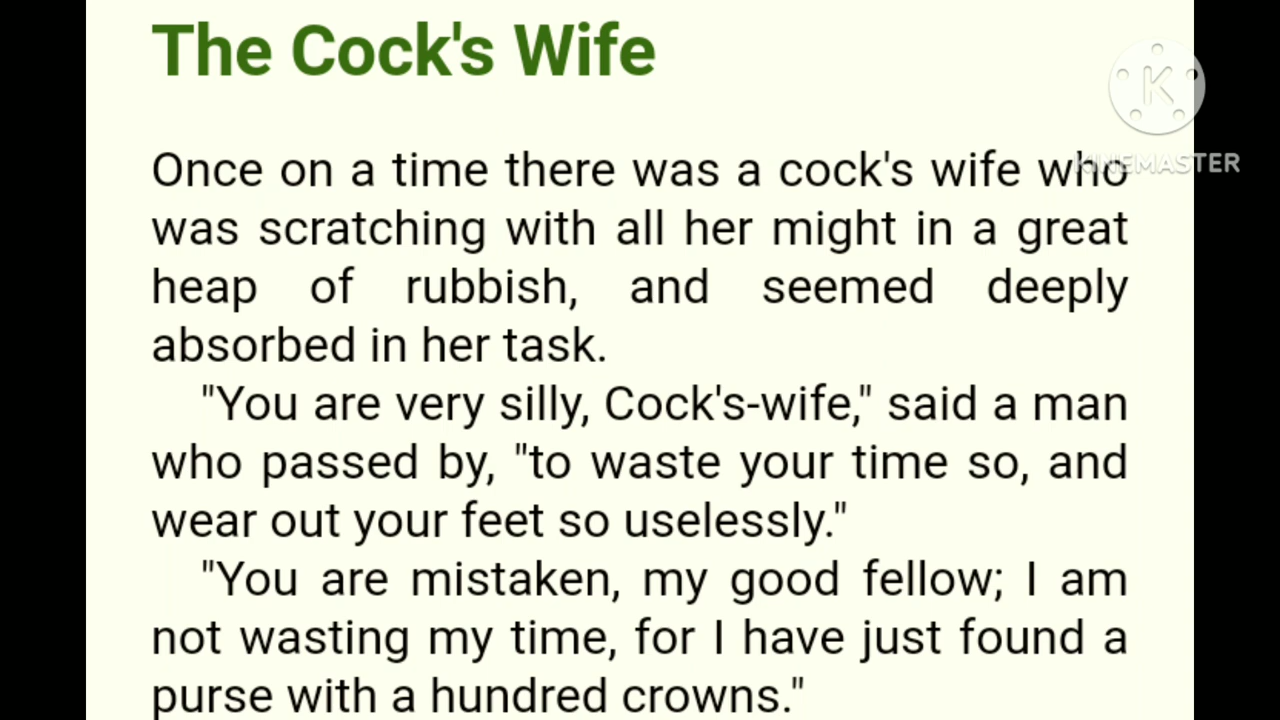 The Cock's Wife
Once on a time there was a cock's wife who
was scratching with all her might in a great
heap of rubbish, and seemed deeply
absorbed in her task.
"You are very silly, Cock's-wife," said a man
who passed by, "to waste your time so, and
wear out your feet so uselessly."
"You are mistaken, my good fellow; I am
not wasting my time, for I have just found a
purse with a hundred crowns."
K
KINEMASTER